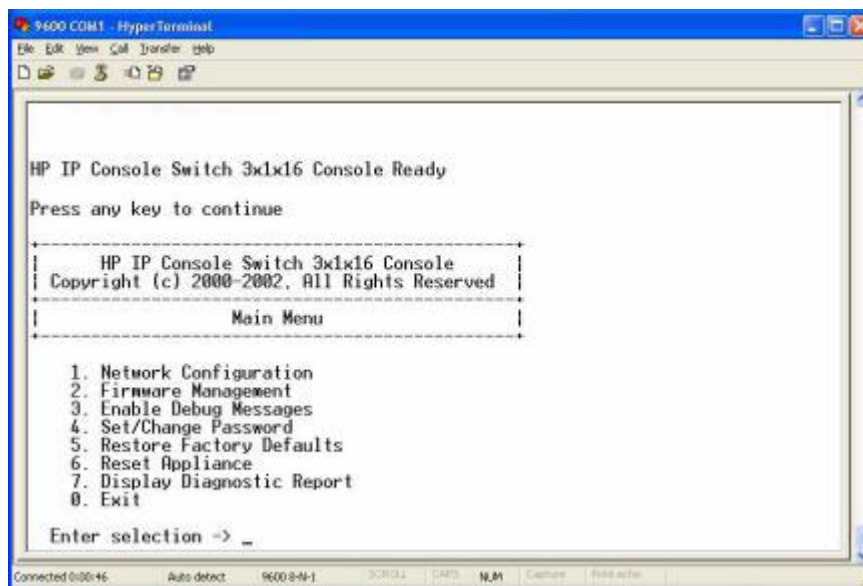 9600 COM1 - HyperTerminal
File Edit View Call Transfer Help
HP IP Console Switch 3x1x16 Console Ready
Press any key to continue
HP IP Console Switch 3x1x16 Console
Copyright (c) 2000-2002, All Rights Reserved
Main Menu
1. Network Configuration
2. Firmware Management
3. Enable Debug Messages
4. Set/Change Password
5. Restore Factory Defaults
6. Reset Appliance
7. Display Diagnostic Report
0. Exit
Enter selection -> _
Connected 0:00:46 Auto detect 9600 8-N-1 SCROLL CAPS NUM Capture Print echo